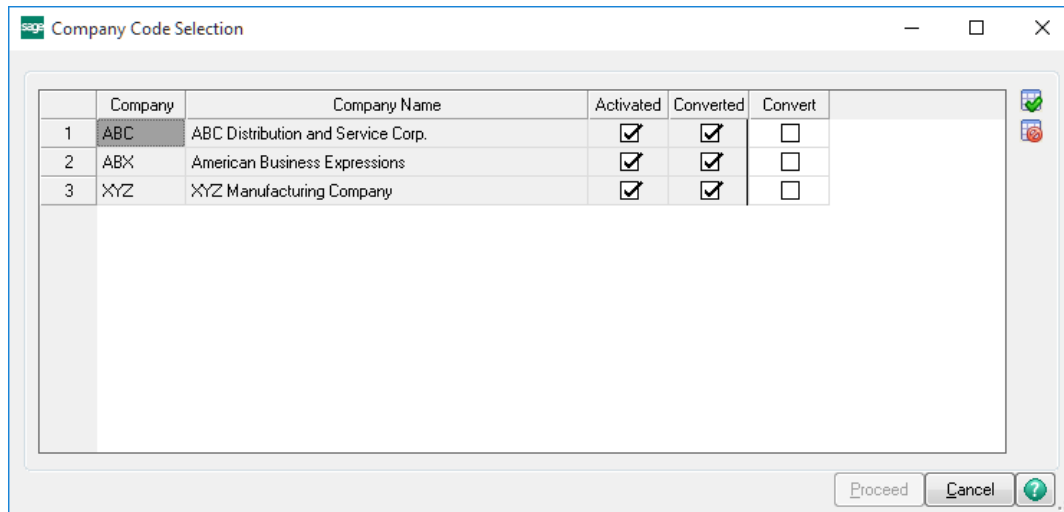 sage Company Code Selection
Company Company Name Activated Converted Convert
1 ABC ABC Distribution and Service Corp.
2 ABX American Business Expressions
3 XYZ XYZ Manufacturing Company
Proceed Cancel ?